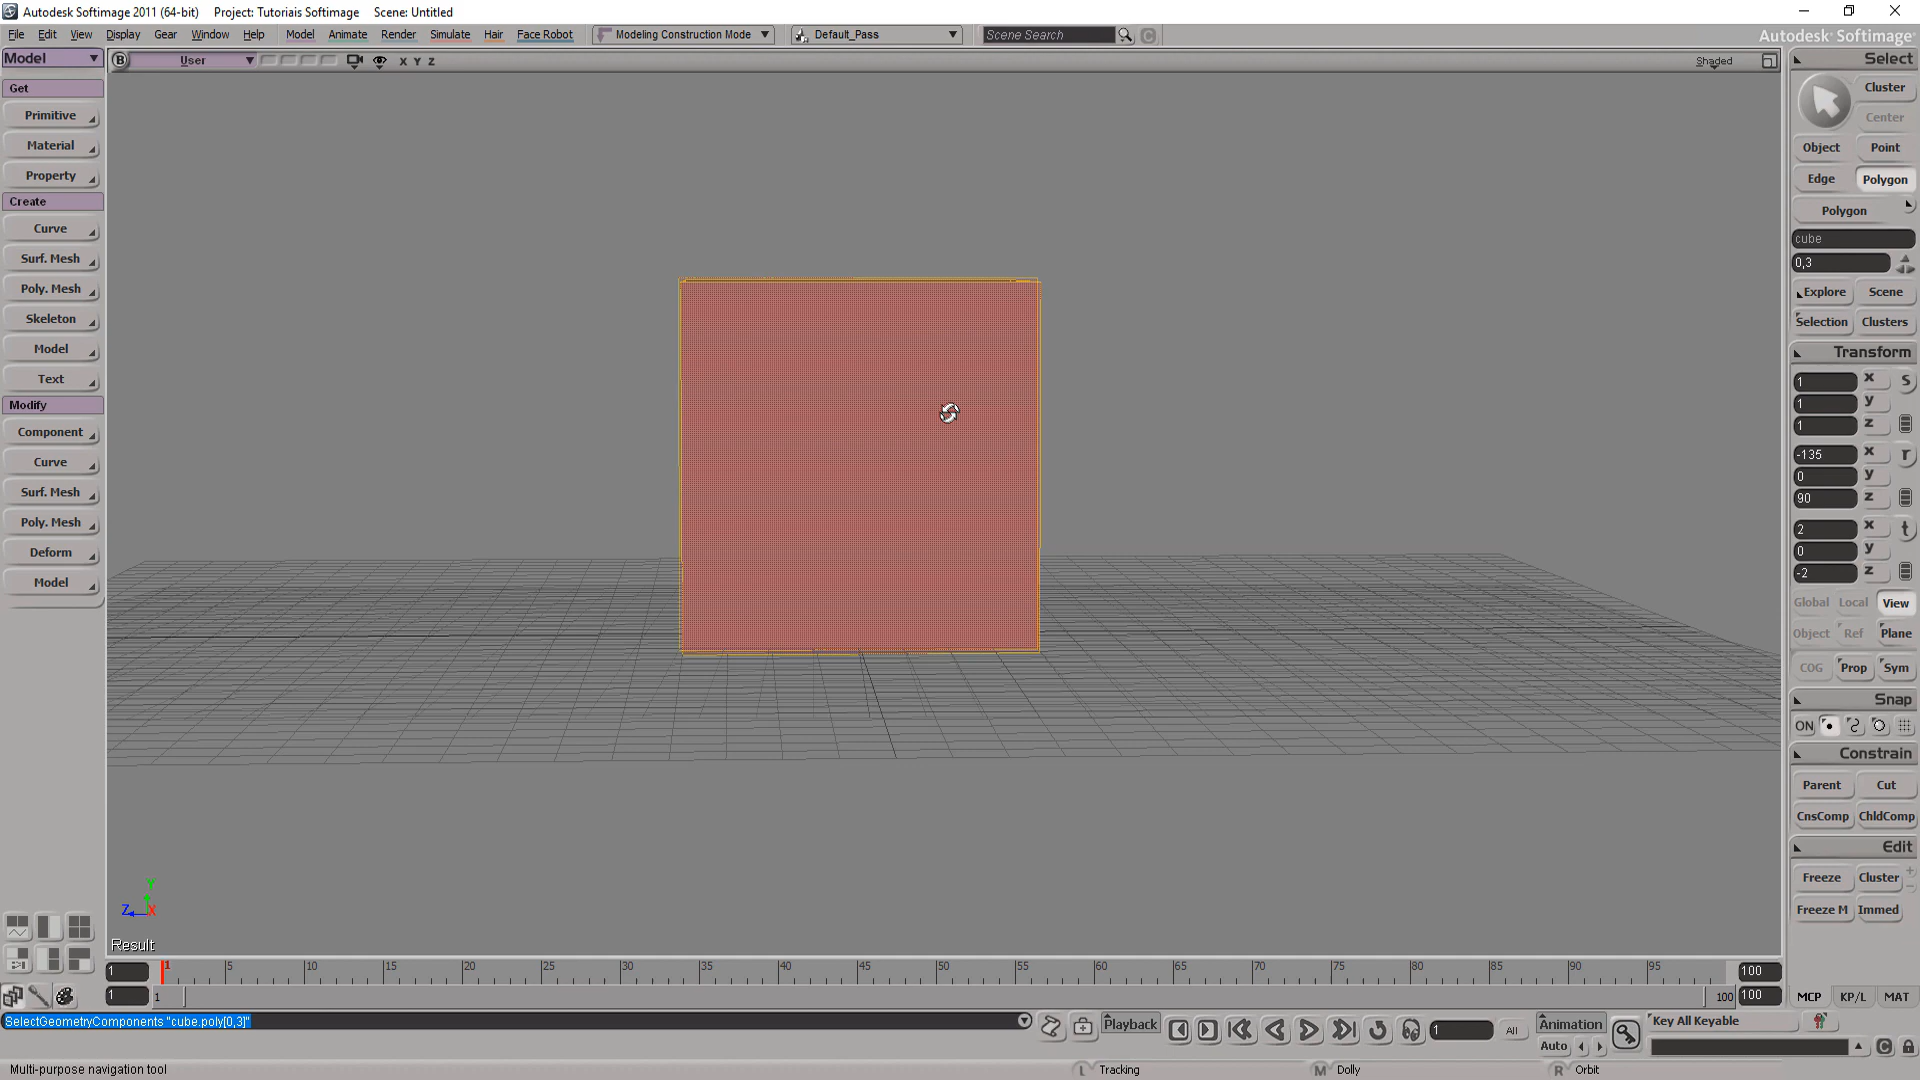 Autodesk Softimage 2011 (64-bit)    Project: Tutoriais Softimage    Scene: Untitled
File Edit View Display Gear Window Help Model Animate Render Simulate Hair Face Robot Modeling Construction Mode Default_Pass Scene Search Autodesk® Softimage®
Model
B User X Y Z Shaded
Get
Primitive
Material
Property
Create
Curve
Surf. Mesh
Poly. Mesh
Skeleton
Model
Text
Modify
Component
Curve
Surf. Mesh
Poly. Mesh
Deform
Model
Y
Z X
Result
Select
Cluster
Center
Object Point
Edge Polygon
Polygon
cube
0,3
Explore Scene
Selection Clusters
Transform
1 x s
1 y
1 z
-135 x r
0 y
90 z
2 x t
0 y
-2 z
Global Local View
Object Ref Plane
COG Prop Sym
Snap
ON
Constrain
Parent Cut
CnsComp ChldComp
Edit
Freeze Cluster + -
Freeze M Immed
1 1 5 10 15 20 25 30 35 40 45 50 55 60 65 70 75 80 85 90 95 100
1 1 100 100 MCP KP/L MAT
SelectGeometryComponents "cube.poly[0,3]" Playback 1 All Animation Key All Keyable
Auto
Multi-purpose navigation tool L Tracking M Dolly R Orbit